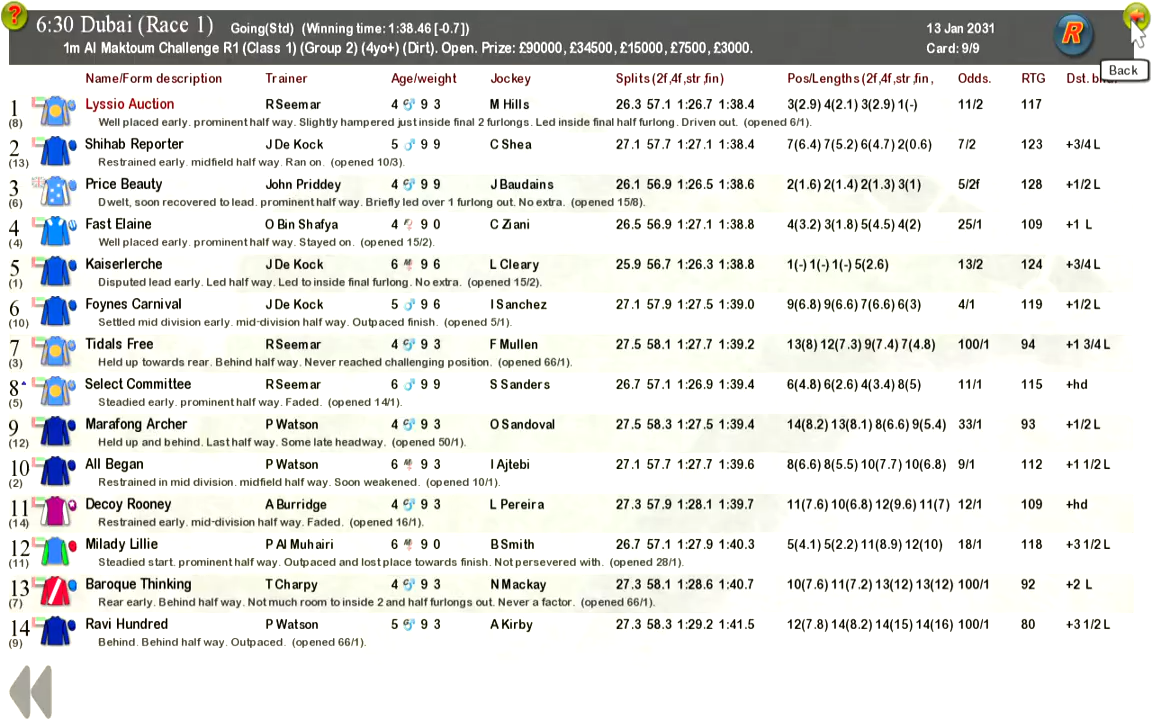 ? 6:30 Dubai (Race 1) Going(Std) (Winning time: 1:38.46 [-0.7]) 13 Jan 2031
1m Al Maktoum Challenge R1 (Class 1) (Group 2) (4yo+) (Dirt). Open. Prize: £90000, £34500, £15000, £7500, £3000. Card: 9/9
R
Back
Name/Form description Trainer Age/weight Jockey Splits (2f,4f,str,fin) Pos/Lengths (2f,4f,str,fin, Odds. RTG Dst.
1 Lyssio Auction R Seemar 4 9 3 M Hills 26.3 57.1 1:26.7 1:38.4 3(2.9) 4(2.1) 3(2.9) 1(-) 11/2 117
(8) Well placed early. prominent half way. Slightly hampered just inside final 2 furlongs. Led inside final half furlong. Driven out. (opened 6/1).
2 Shihab Reporter J De Kock 5 9 9 C Shea 27.1 57.7 1:27.1 1:38.4 7(6.4) 7(5.2) 6(4.7) 2(0.6) 7/2 123 +3/4 L
(13) Restrained early. midfield half way. Ran on. (opened 10/3).
3 Price Beauty John Priddey 4 9 9 J Baudains 26.1 56.9 1:26.5 1:38.6 2(1.6) 2(1.4) 2(1.3) 3(1) 5/2f 128 +1/2 L
(6) Dwelt, soon recovered to lead. prominent half way. Briefly led over 1 furlong out. No extra. (opened 15/8).
4 Fast Elaine O Bin Shafya 4 9 0 C Ziani 26.5 56.9 1:27.1 1:38.8 4(3.2) 3(1.8) 5(4.5) 4(2) 25/1 109 +1 L
(4) Well placed early. prominent half way. Stayed on. (opened 15/2).
5 Kaiserlerche J De Kock 6 9 6 L Cleary 25.9 56.7 1:26.3 1:38.8 1(-) 1(-) 1(-) 5(2.6) 13/2 124 +3/4 L
(1) Disputed lead early. Led half way. Led to inside final furlong. No extra. (opened 15/2).
6 Foynes Carnival J De Kock 5 9 6 I Sanchez 27.1 57.9 1:27.5 1:39.0 9(6.8) 9(6.6) 7(6.6) 6(3) 4/1 119 +1/2 L
(10) Settled mid division early. mid-division half way. Outpaced finish. (opened 5/1).
7 Tidals Free R Seemar 4 9 3 F Mullen 27.5 58.1 1:27.7 1:39.2 13(8) 12(7.3) 9(7.4) 7(4.8) 100/1 94 +1 3/4 L
(3) Held up towards rear. Behind half way. Never reached challenging position. (opened 66/1).
8 Select Committee R Seemar 6 9 9 S Sanders 26.7 57.1 1:26.9 1:39.4 6(4.8) 6(2.6) 4(3.4) 8(5) 11/1 115 +hd
(5) Steadied early. prominent half way. Faded. (opened 14/1).
9 Marafong Archer P Watson 4 9 3 O Sandoval 27.5 58.3 1:27.5 1:39.4 14(8.2) 13(8.1) 8(6.6) 9(5.4) 33/1 93 +1/2 L
(12) Held up and behind. Last half way. Some late headway. (opened 50/1).
10 All Began P Watson 6 9 3 I Ajtebi 27.1 57.7 1:27.7 1:39.6 8(6.6) 8(5.5) 10(7.7) 10(6.8) 9/1 112 +1 1/2 L
(2) Restrained in mid division. midfield half way. Soon weakened. (opened 10/1).
11 Decoy Rooney A Burridge 4 9 3 L Pereira 27.3 57.9 1:28.1 1:39.7 11(7.6) 10(6.8) 12(9.6) 11(7) 12/1 109 +hd
(14) Restrained early. mid-division half way. Faded. (opened 16/1).
12 Milady Lillie P Al Muhairi 6 9 0 B Smith 26.7 57.1 1:27.9 1:40.3 5(4.1) 5(2.2) 11(8.9) 12(10) 18/1 118 +3 1/2 L
(11) Steadied start. prominent half way. Outpaced and lost place towards finish. Not persevered with. (opened 28/1).
13 Baroque Thinking T Charpy 4 9 3 N Mackay 27.3 58.1 1:28.6 1:40.7 10(7.6) 11(7.2) 13(12) 13(12) 100/1 92 +2 L
(7) Rear early. Behind half way. Not much room to inside 2 and half furlongs out. Never a factor. (opened 66/1).
14 Ravi Hundred P Watson 5 9 3 A Kirby 27.3 58.3 1:29.2 1:41.5 12(7.8) 14(8.2) 14(15) 14(16) 100/1 80 +3 1/2 L
(9) Behind. Behind half way. Outpaced. (opened 66/1).